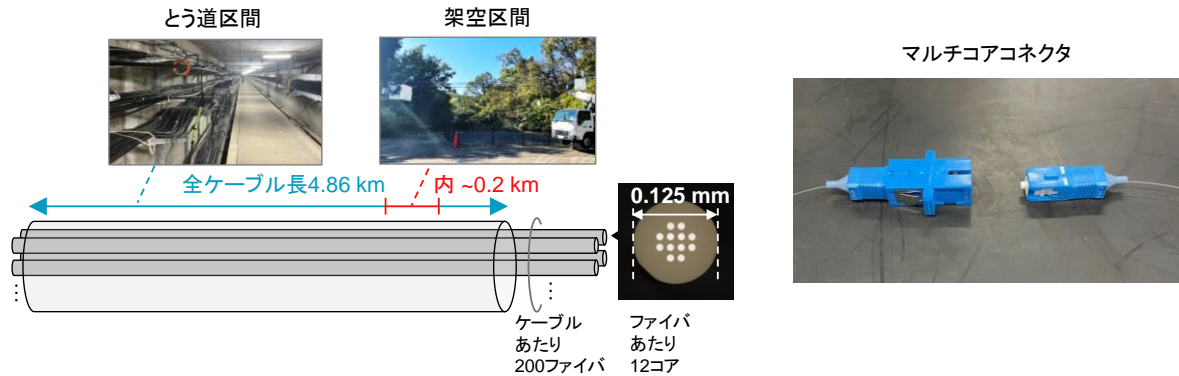 とう道区間
架空区間
マルチコアコネクタ
全ケーブル長4.86 km
内 ~0.2 km
0.125 mm
⋮
⋮
ケーブル
あたり
200ファイバ
ファイバ
あたり
12コア